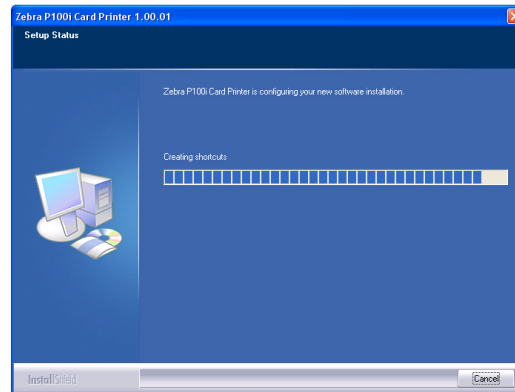 Zebra P100i Card Printer 1.00.01
Setup Status
Zebra P100i Card Printer is configuring your new software installation.
Creating shortcuts
InstallShield
Cancel